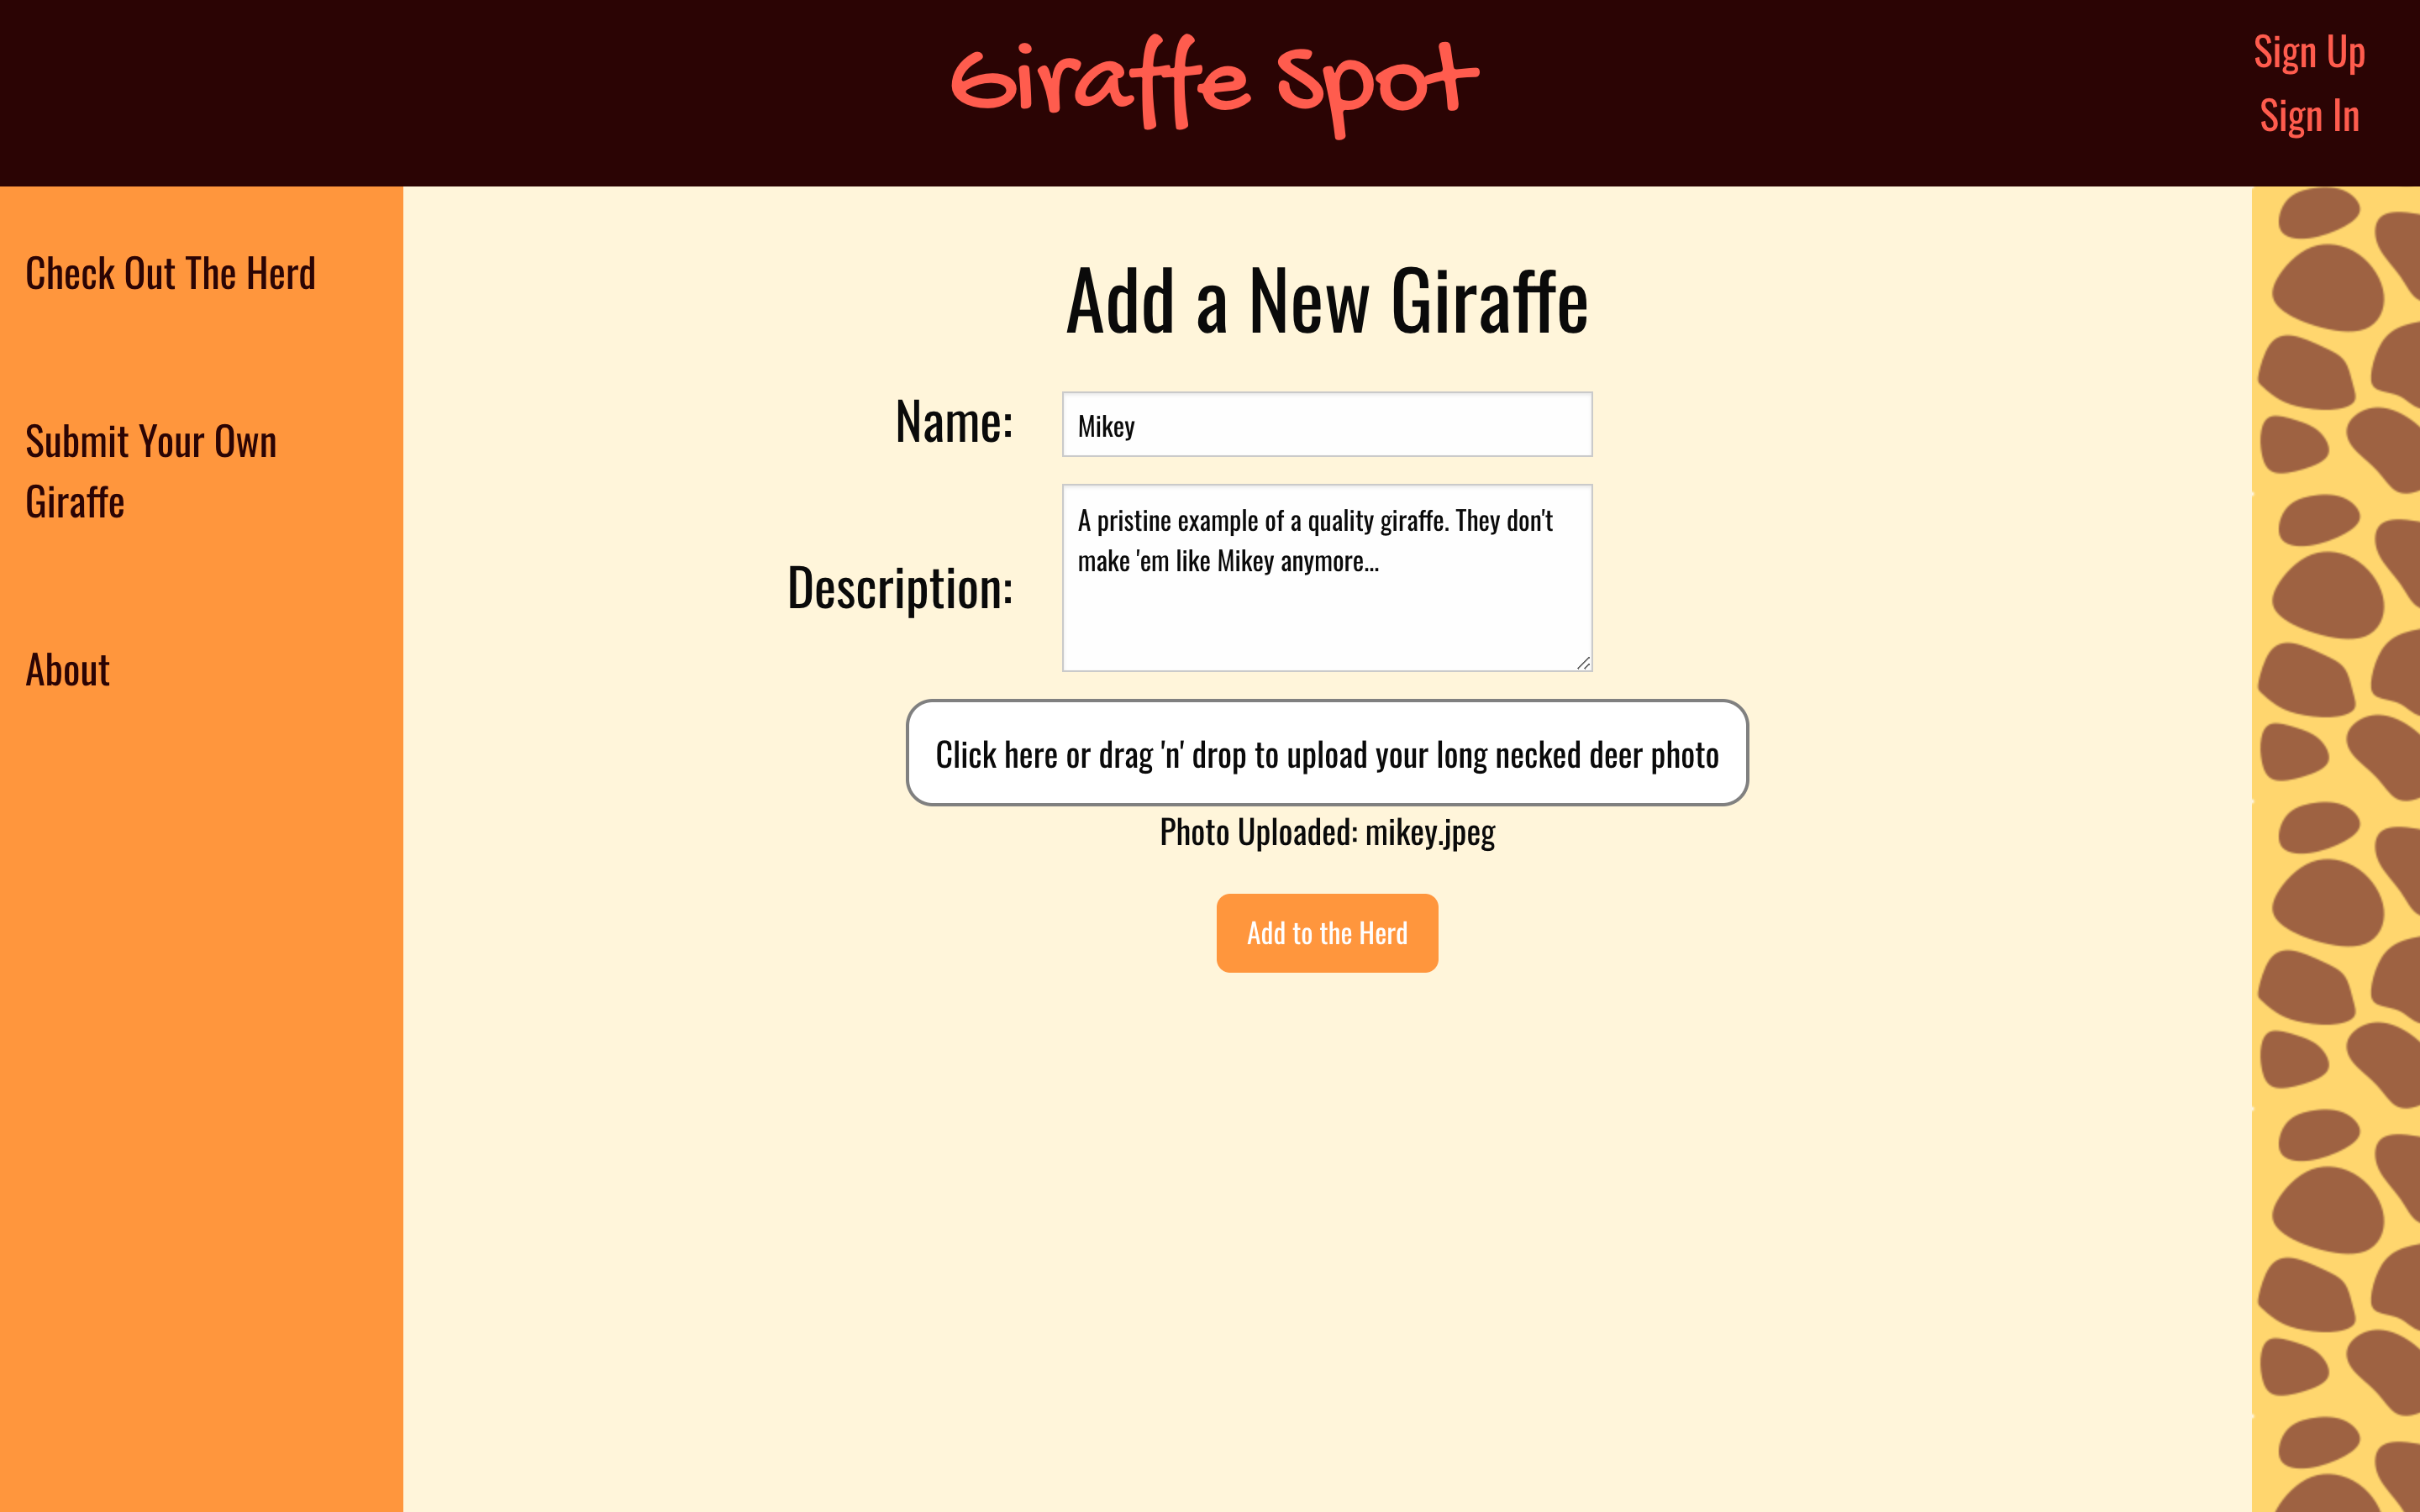 Giraffe Spot
Sign Up
Sign In
Check Out The Herd
Submit Your Own
Giraffe
About
Add a New Giraffe
Name:
Mikey
Description:
A pristine example of a quality giraffe. They don't
make 'em like Mikey anymore...
Click here or drag 'n' drop to upload your long necked deer photo
Photo Uploaded: mikey.jpeg
Add to the Herd